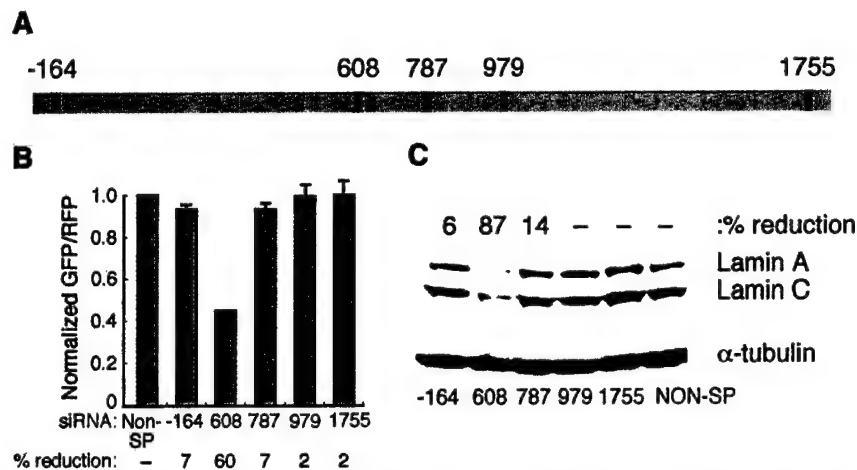 A
-164 608 787 979 1755
B
Normalized GFP/RFP
1.0
0.8
0.6
0.4
0.2
0
siRNA: Non-SP -164 608 787 979 1755
% reduction: – 7 60 7 2 2
C
6 87 14 – – – :% reduction
Lamin A
Lamin C
α-tubulin
-164 608 787 979 1755 NON-SP